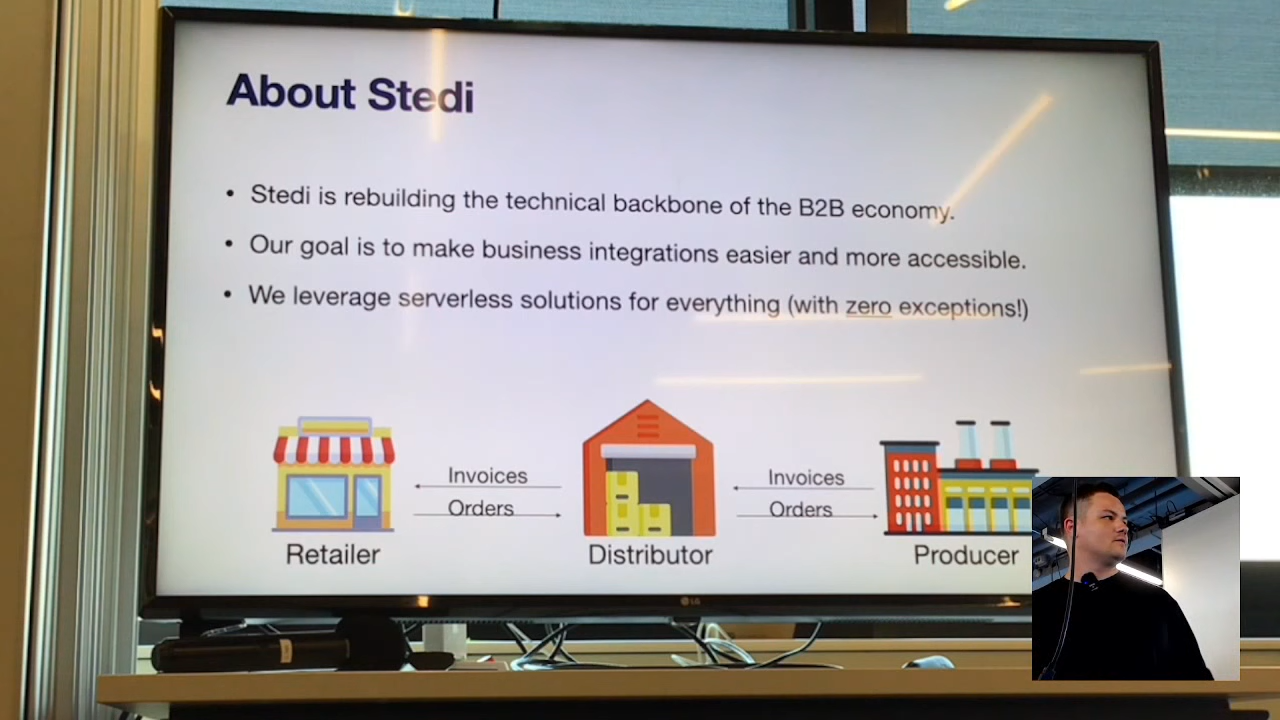 About Stedi
• Stedi is rebuilding the technical backbone of the B2B economy.
• Our goal is to make business integrations easier and more accessible.
• We leverage serverless solutions for everything (with zero exceptions!)
Invoices
Orders
Invoices
Orders
Retailer
Distributor
Producer
LG